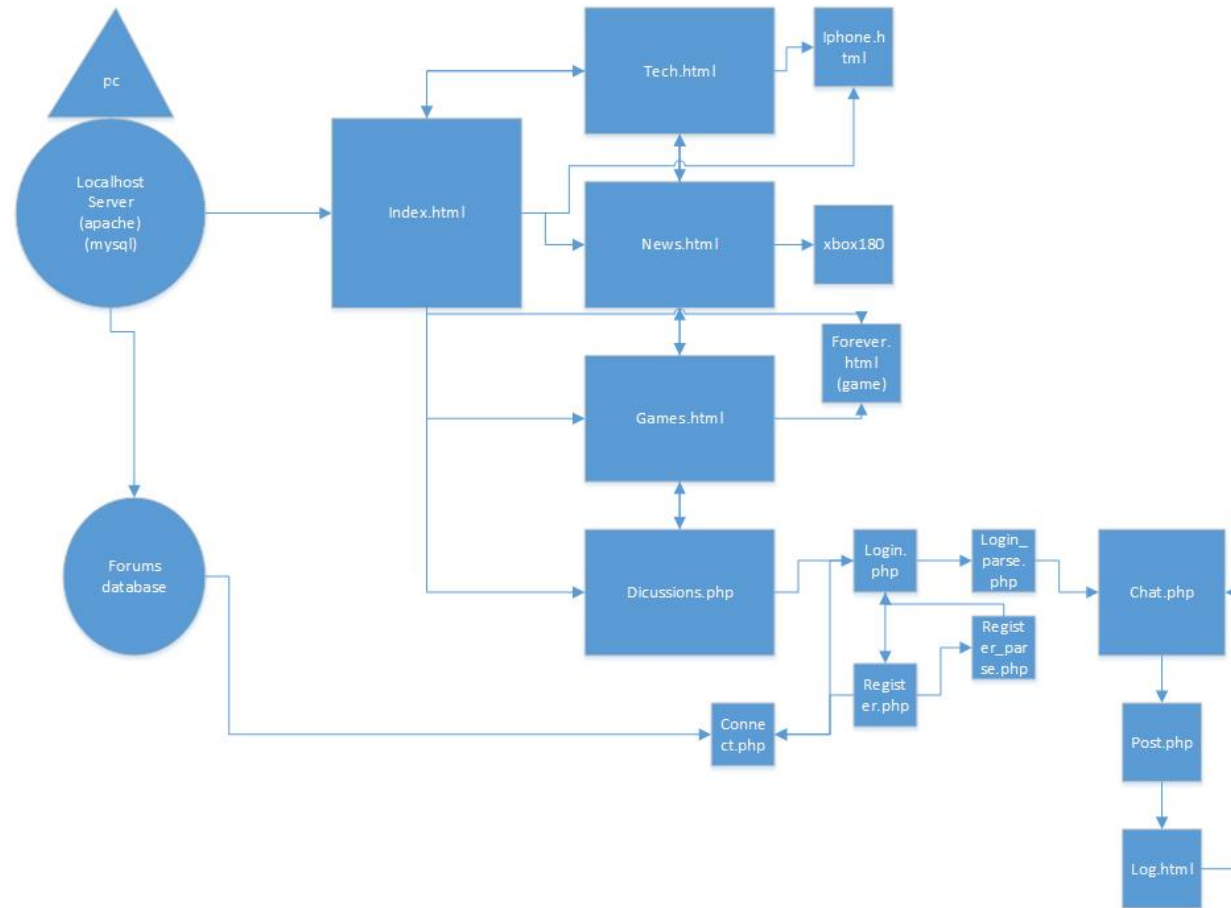 pc
Localhost
Server
(apache)
(mysql)
Index.html
Tech.html
Iphone.h
tml
News.html
xbox180
Forever.
html
(game)
Games.html
Forums
database
Dicussions.php
Login.
php
Login_
parse.
php
Regist
er_par
se.php
Regist
er.php
Conne
ct.php
Chat.php
Post.php
Log.html